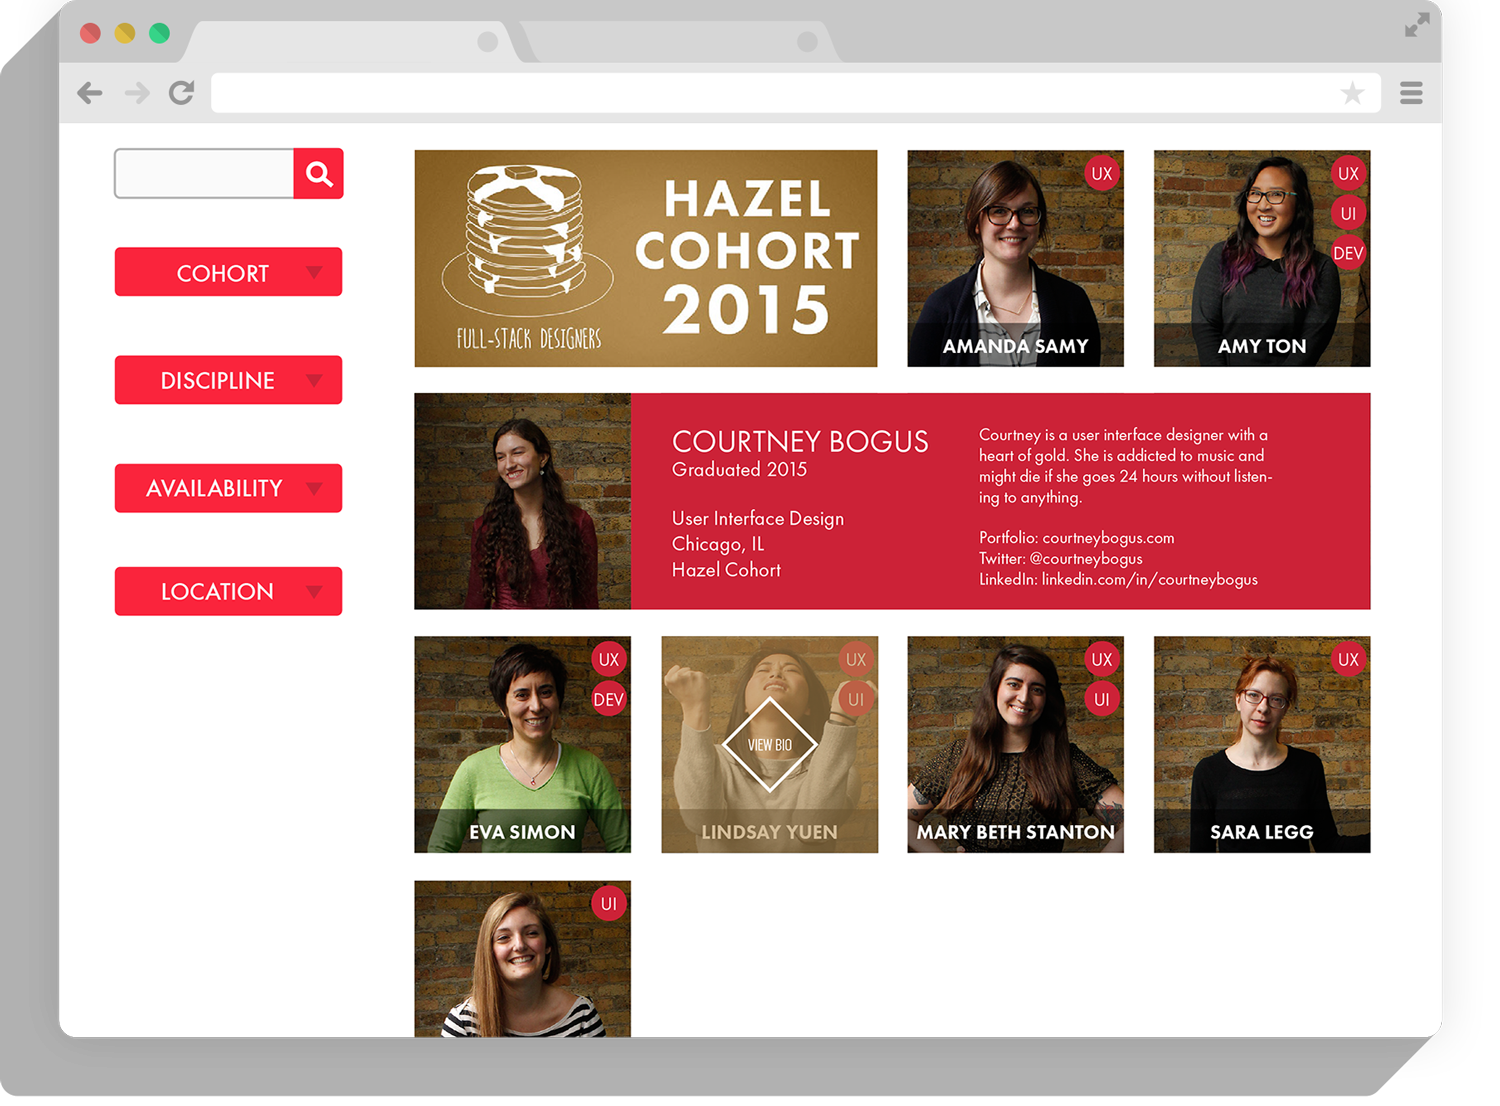 COHORT
DISCIPLINE
AVAILABILITY
LOCATION
FULL-STACK DESIGNERS
HAZEL
COHORT
2015
UX
AMANDA SAMY
UX
UI
DEV
AMY TON
COURTNEY BOGUS
Graduated 2015
User Interface Design
Chicago, IL
Hazel Cohort
Courtney is a user interface designer with a
heart of gold. She is addicted to music and
might die if she goes 24 hours without listen-
ing to anything.
Portfolio: courtneybogus.com
Twitter: @courtneybogus
LinkedIn: linkedin.com/in/courtneybogus
UX
DEV
EVA SIMON
UX
UI
VIEW BIO
LINDSAY YUEN
UX
UI
MARY BETH STANTON
UX
SARA LEGG
UI